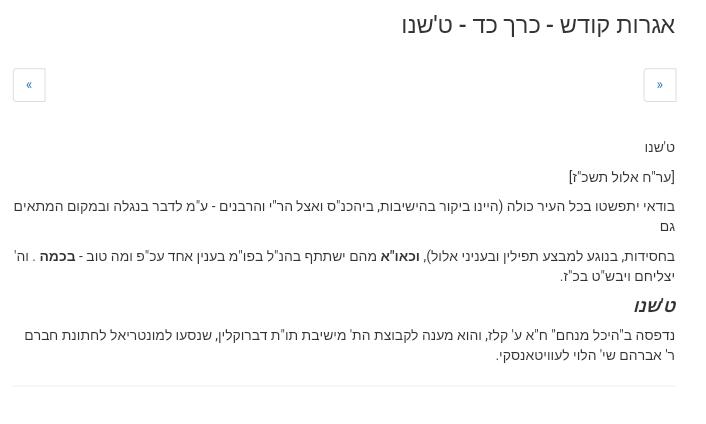 אגרות קודש - כרך כד - ט'שנו
»
«
ט'שנו
[ער"ח אלול תשכ"ז]
בודאי יתפשטו בכל העיר כולה (היינו ביקור בהישיבות, ביהכנ"ס ואצל הר"י והרבנים - ע"מ לדבר בנגלה ובמקום המתאים
גם
בחסידות, בנוגע למבצע תפילין ובעניני אלול), וכאו"א מהם ישתתף בהנ"ל בפו"מ בענין אחד עכ"פ ומה טוב - בכמה . וה'
יצליחם ויבש"ט בכ"ז.
ט'שנו
נדפסה ב"היכל מנחם" ח"א ע' קלז, והוא מענה לקבוצת הת' מישיבת תו"ת דברוקלין, שנסעו למונטריאל לחתונת חברם
ר' אברהם שי' הלוי לעוויטאנסקי.